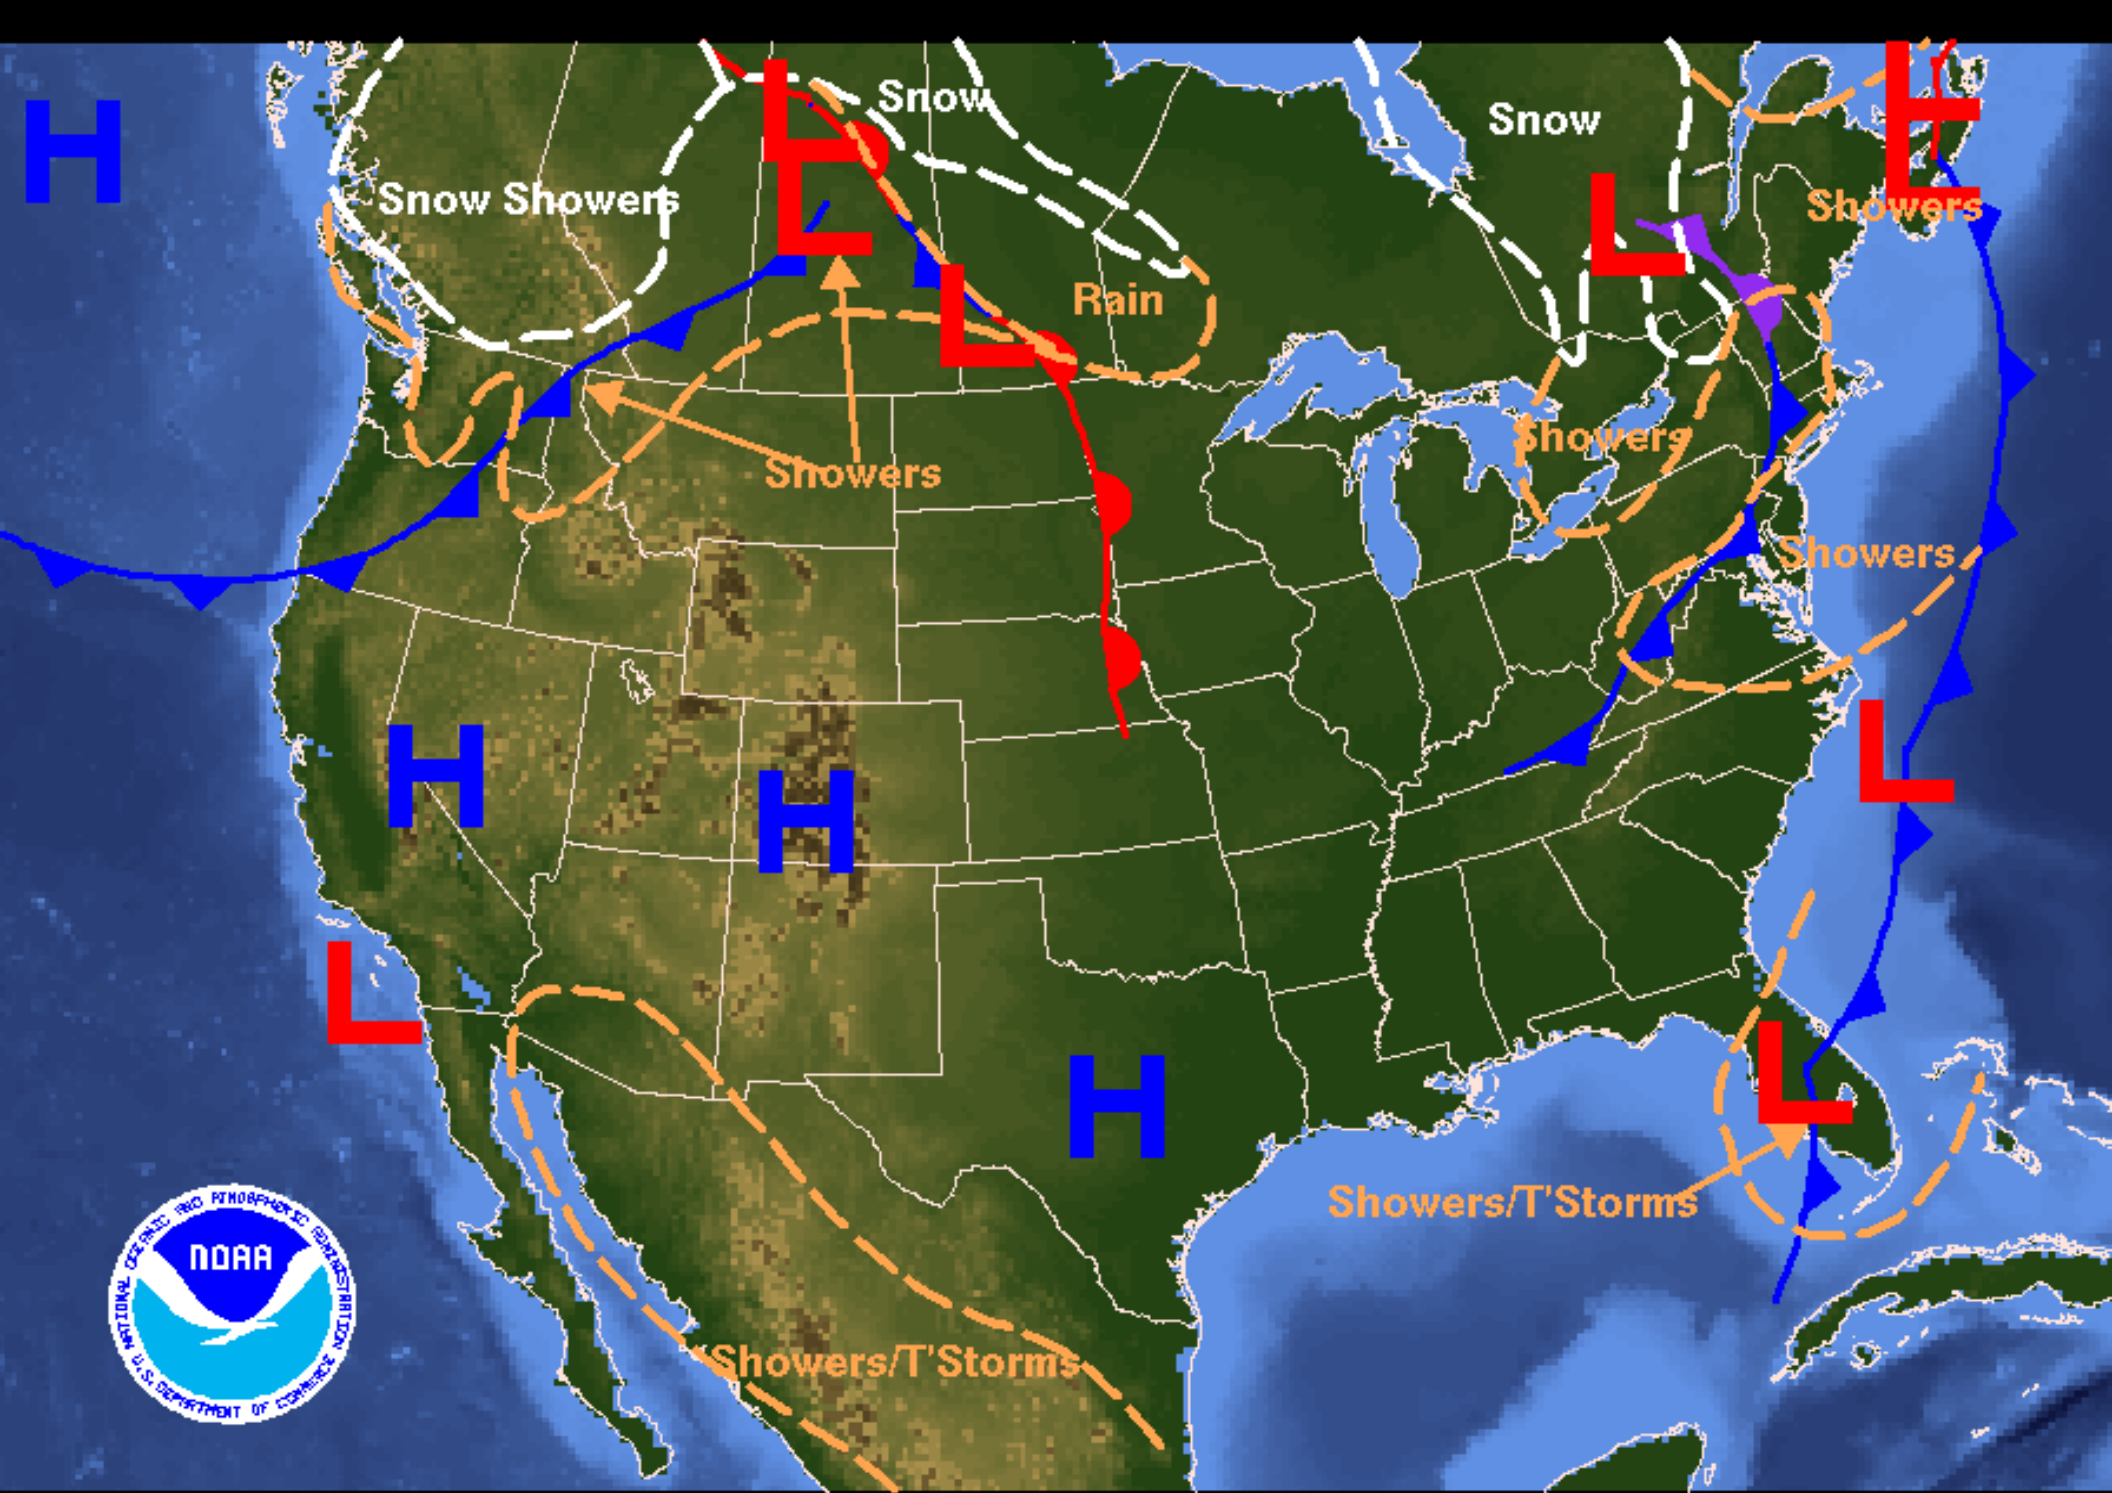 H
L
Snow
Snow
L
L
Snow Showers
L
L
Showers
L
Rain
L
Showers
Showers
Showers
L
H
H
L
L
H
Showers/T'Storms
NATIONAL OCEANIC AND ATMOSPHERIC ADMINISTRATION
NOAA
U.S. DEPARTMENT OF COMMERCE
Showers/T'Storms